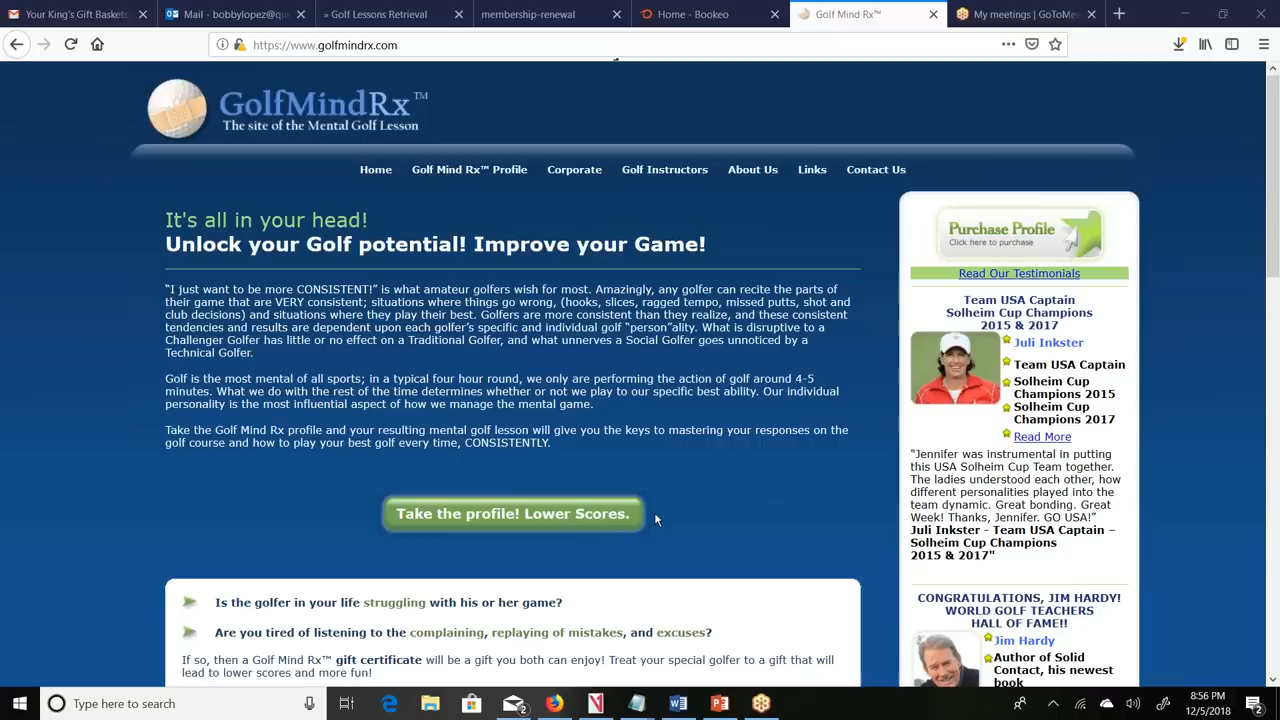 Your King's Gift Baskets
Mail - bobbylopez@que
» Golf Lessons Retrieval
membership-renewal
Home - Bookeo
Golf Mind Rx™
My meetings | GoToMe
https://www.golfmindrx.com
GolfMindRx™
The site of the Mental Golf Lesson
Home
Golf Mind Rx™ Profile
Corporate
Golf Instructors
About Us
Links
Contact Us
It's all in your head!
Unlock your Golf potential! Improve your Game!
“I just want to be more CONSISTENT!” is what amateur golfers wish for most. Amazingly, any golfer can recite the parts of
their game that are VERY consistent; situations where things go wrong, (hooks, slices, ragged tempo, missed putts, shot and
club decisions) and situations where they play their best. Golfers are more consistent than they realize, and these consistent
tendencies and results are dependent upon each golfer’s specific and individual golf “person”ality. What is disruptive to a
Challenger Golfer has little or no effect on a Traditional Golfer, and what unnerves a Social Golfer goes unnoticed by a
Technical Golfer.
Golf is the most mental of all sports; in a typical four hour round, we only are performing the action of golf around 4-5
minutes. What we do with the rest of the time determines whether or not we play to our specific best ability. Our individual
personality is the most influential aspect of how we manage the mental game.
Take the Golf Mind Rx profile and your resulting mental golf lesson will give you the keys to mastering your responses on the
golf course and how to play your best golf every time, CONSISTENTLY.
Take the profile! Lower Scores.
Is the golfer in your life struggling with his or her game?
Are you tired of listening to the complaining, replaying of mistakes, and excuses?
If so, then a Golf Mind Rx™ gift certificate will be a gift you both can enjoy! Treat your special golfer to a gift that will
lead to lower scores and more fun!
Purchase Profile
Click here to purchase
Read Our Testimonials
Team USA Captain
Solheim Cup Champions
2015 & 2017
Juli Inkster
Team USA Captain
Solheim Cup
Champions 2015
Solheim Cup
Champions 2017
Read More
"Jennifer was instrumental in putting
this USA Solheim Cup Team together.
The ladies understood each other, how
different personalities played into the
team dynamic. Great bonding. Great
Week! Thanks, Jennifer. GO USA!”
Juli Inkster - Team USA Captain –
Solheim Cup Champions
2015 & 2017"
CONGRATULATIONS, JIM HARDY!
WORLD GOLF TEACHERS
HALL OF FAME!!
Jim Hardy
Author of Solid
Contact, his newest
book
Type here to search
2
8:56 PM
12/5/2018
2